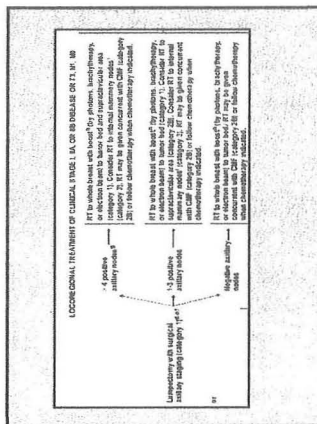 LOCOREGIONAL TREATMENT OF CLINICAL STAGE I, IIA, OR IIB DISEASE OR T3, N1, M0
Lumpectomy with surgical
axillary staging (category 1)
or
> 4 positive
axillary nodes
RT to whole breast with boost (by photons, brachytherapy,
or electron beam) to tumor bed and supraclavicular area
(category 1). Consider RT to internal mammary nodes
(category 2). RT may be given concurrent with CMF (category
2B) or follow chemotherapy when chemotherapy indicated.
1-3 positive
axillary nodes
RT to whole breast with boost (by photons, brachytherapy,
or electron beam) to tumor bed (category 1). Consider RT to
supraclavicular area (category 2B). Consider RT to internal
mammary nodes (category 2). RT may be given concurrent
with CMF (category 2B) or follow chemotherapy when
chemotherapy indicated.
Negative axillary
nodes
RT to whole breast with boost (by photons, brachytherapy,
or electron beam) to tumor bed. RT may be given
concurrent with CMF (category 2B) or follow chemotherapy
when chemotherapy indicated.